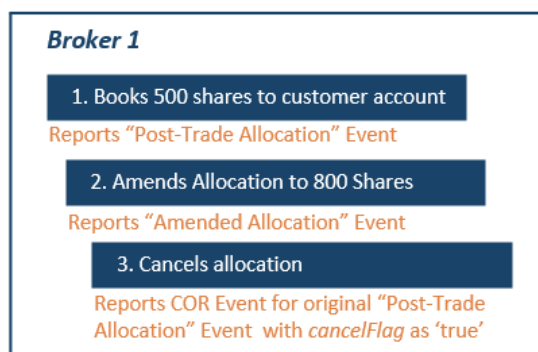 Broker 1
1. Books 500 shares to customer account
Reports “Post-Trade Allocation” Event
2. Amends Allocation to 800 Shares
Reports “Amended Allocation” Event
3. Cancels allocation
Reports COR Event for original “Post-Trade
Allocation” Event  with cancelFlag as ‘true’